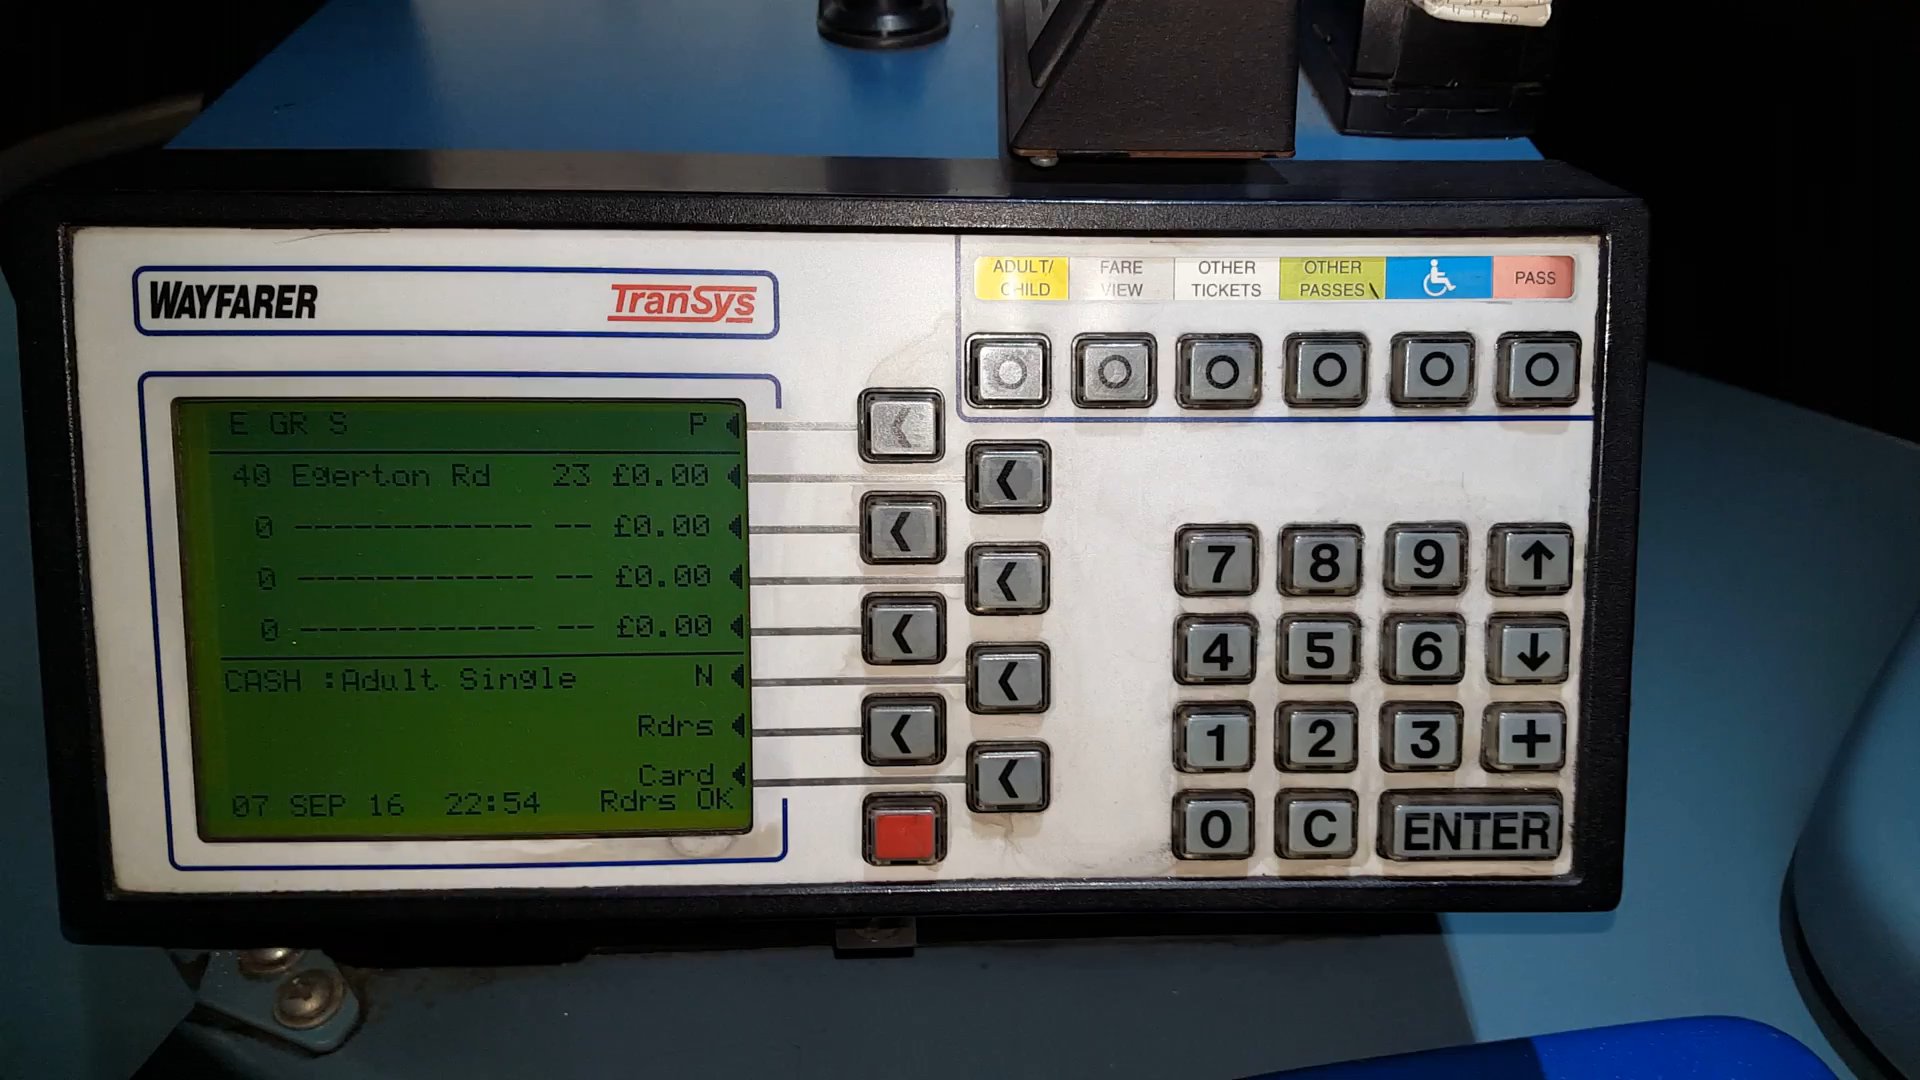 WAYFARER TranSys
ADULT/ CHILD
FARE VIEW
OTHER TICKETS
OTHER PASSES
PASS
E GR S P
40 Egerton Rd 23 £0.00
0 ------------ -- £0.00
0 ------------ -- £0.00
0 ------------ -- £0.00
CASH :Adult Single N
Rdrs
Card
07 SEP 16 22:54 Rdrs OK
7 8 9 ↑
4 5 6 ↓
1 2 3 +
0 C ENTER